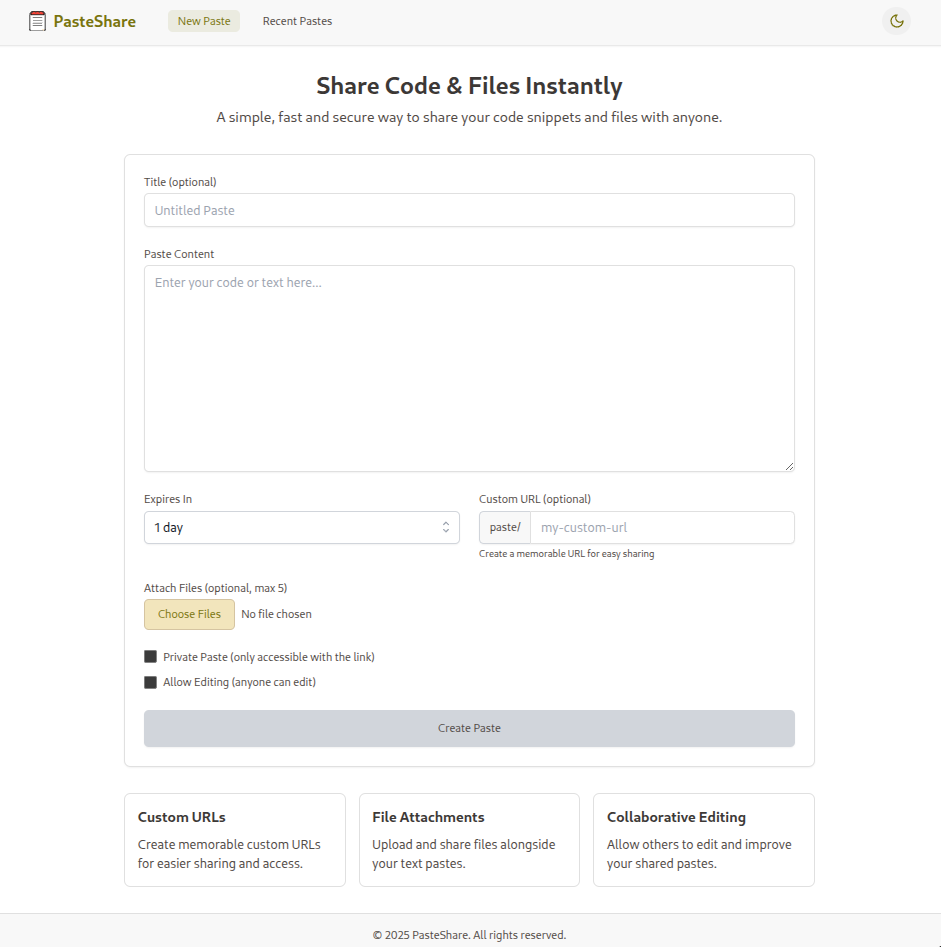 PasteShare
New Paste
Recent Pastes
Share Code & Files Instantly
A simple, fast and secure way to share your code snippets and files with anyone.
Title (optional)
Untitled Paste
Paste Content
Enter your code or text here...
Expires In
Custom URL (optional)
1 day
paste/
my-custom-url
Create a memorable URL for easy sharing
Attach Files (optional, max 5)
Choose Files
No file chosen
Private Paste (only accessible with the link)
Allow Editing (anyone can edit)
Create Paste
Custom URLs
Create memorable custom URLs
for easier sharing and access.
File Attachments
Upload and share files alongside
your text pastes.
Collaborative Editing
Allow others to edit and improve
your shared pastes.
© 2025 PasteShare. All rights reserved.